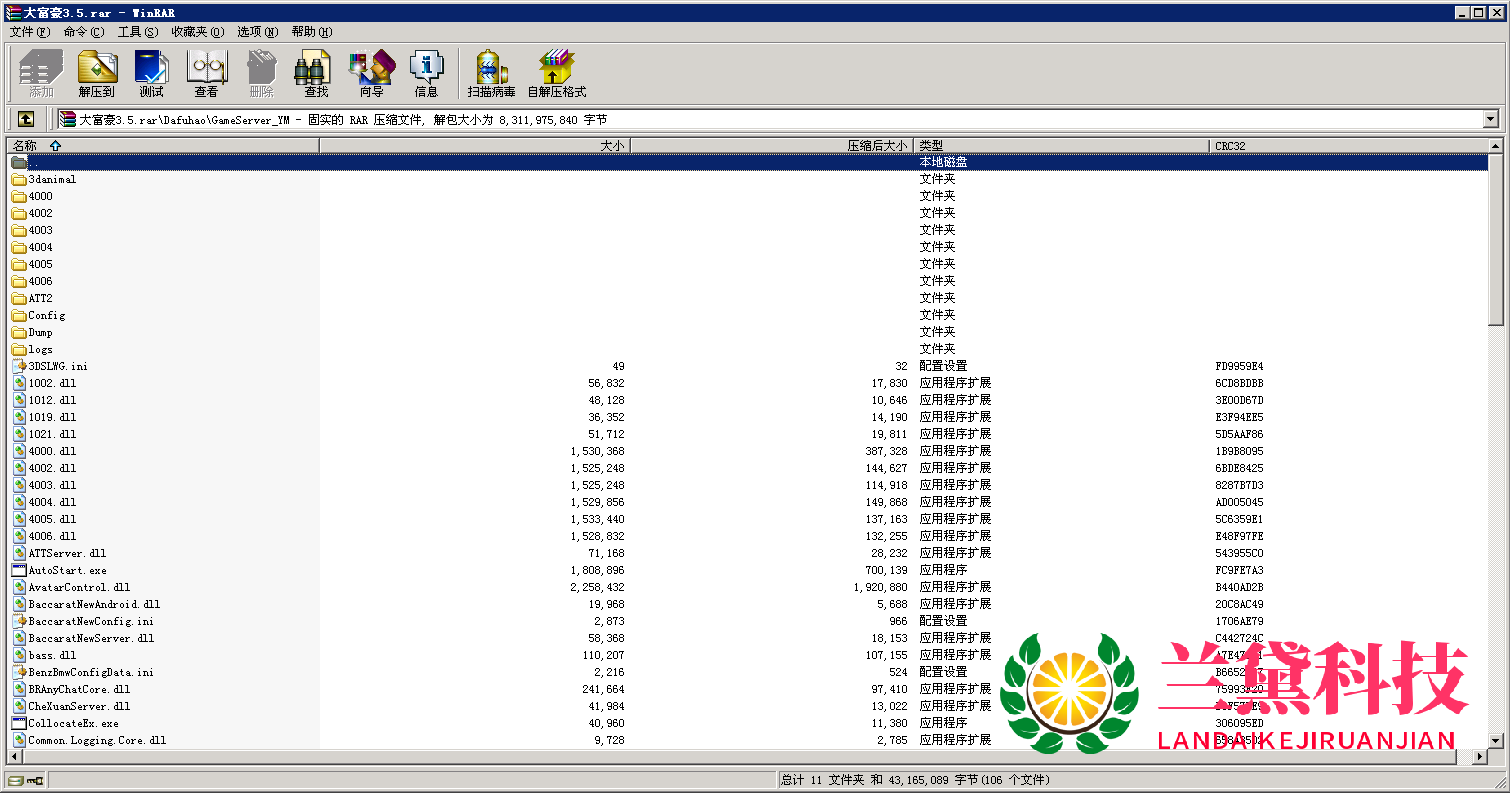 大富豪3.5.rar - WinRAR
文件(F) 命令(C) 工具(S) 收藏夹(O) 选项(N) 帮助(H)
添加 解压到 测试 查看 删除 查找 向导 信息 扫描病毒 自解压格式
大富豪3.5.rar\Dafuhao\GameServer_YM - 固实的 RAR 压缩文件, 解包大小为 8,311,975,840 字节
名称 大小 压缩后大小 类型 CRC32
.. 本地磁盘
3danimal 文件夹
4000 文件夹
4002 文件夹
4003 文件夹
4004 文件夹
4005 文件夹
4006 文件夹
ATT2 文件夹
Config 文件夹
Dump 文件夹
logs 文件夹
3DSLWG.ini 49 32 配置设置 FD9959E4
1002.dll 56,832 17,830 应用程序扩展 6CD8BDBB
1012.dll 48,128 10,646 应用程序扩展 3E00D67D
1019.dll 36,352 14,190 应用程序扩展 E3F94EE5
1021.dll 51,712 19,811 应用程序扩展 5D5AAF86
4000.dll 1,530,368 387,328 应用程序扩展 1B9B8095
4002.dll 1,525,248 144,627 应用程序扩展 6BDE8425
4003.dll 1,525,248 114,918 应用程序扩展 8287B7D3
4004.dll 1,529,856 149,868 应用程序扩展 AD005045
4005.dll 1,533,440 137,163 应用程序扩展 5C6359E1
4006.dll 1,528,832 132,255 应用程序扩展 E48F97FE
ATTServer.dll 71,168 28,232 应用程序扩展 543955C0
AutoStart.exe 1,808,896 700,139 应用程序 FC9FE7A3
AvatarControl.dll 2,258,432 1,920,880 应用程序扩展 B440AD2B
BaccaratNewAndroid.dll 19,968 5,688 应用程序扩展 20C8AC49
BaccaratNewConfig.ini 2,873 966 配置设置 1706AE79
BaccaratNewServer.dll 58,368 18,153 应用程序扩展 C442724C
bass.dll 110,207 107,155 应用程序扩展
BenzBmwConfigData.ini 2,216 524 配置设置
BRAnyChatCore.dll 241,664 97,410 应用程序扩展
CheXuanServer.dll 41,984 13,022 应用程序扩展
CollocateEx.exe 40,960 11,380 应用程序 306095ED
Common.Logging.Core.dll 9,728 2,785 应用程序扩展
兰黛科技
LANDAIKEJIRUANJIAN
总计 11 文件夹 和 43,165,089 字节(106 个文件)